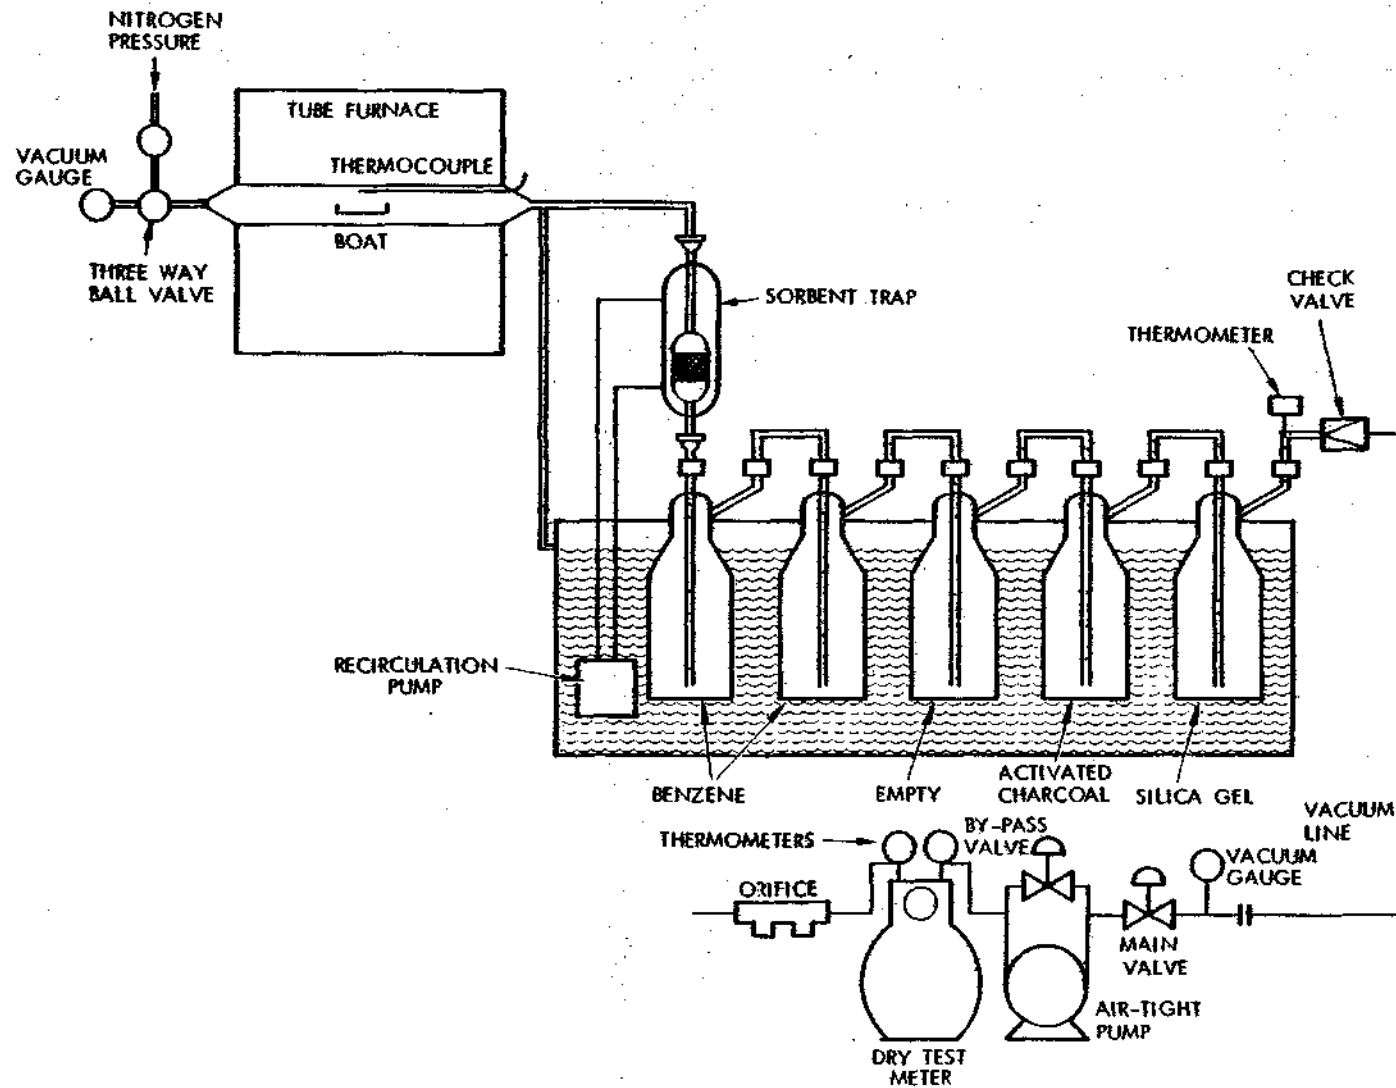 NITROGEN
PRESSURE
TUBE FURNACE
VACUUM
GAUGE
THERMOCOUPLE
BOAT
THREE WAY
BALL VALVE
SORBENT TRAP
CHECK
VALVE
THERMOMETER
RECIRCULATION
PUMP
BENZENE
EMPTY
ACTIVATED
CHARCOAL
SILICA GEL
VACUUM
LINE
THERMOMETERS
BY-PASS
VALVE
VACUUM
GAUGE
ORIFICE
MAIN
VALVE
AIR-TIGHT
PUMP
DRY TEST
METER